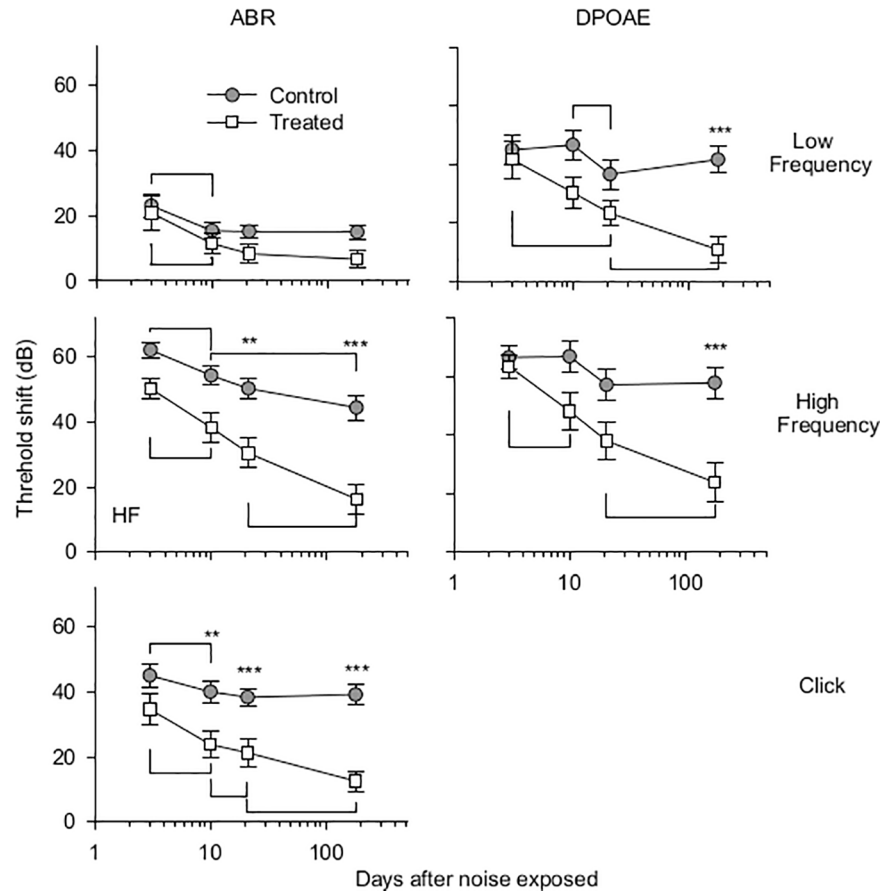 ABR
DPOAE
60
40
20
0
Control
Treated
***
Low
Frequency
Threhold shift (dB)
60
40
20
0
**
***
HF
***
High
Frequency
1
10
100
60
40
20
0
**
***
***
Click
1
10
100
Days after noise exposed